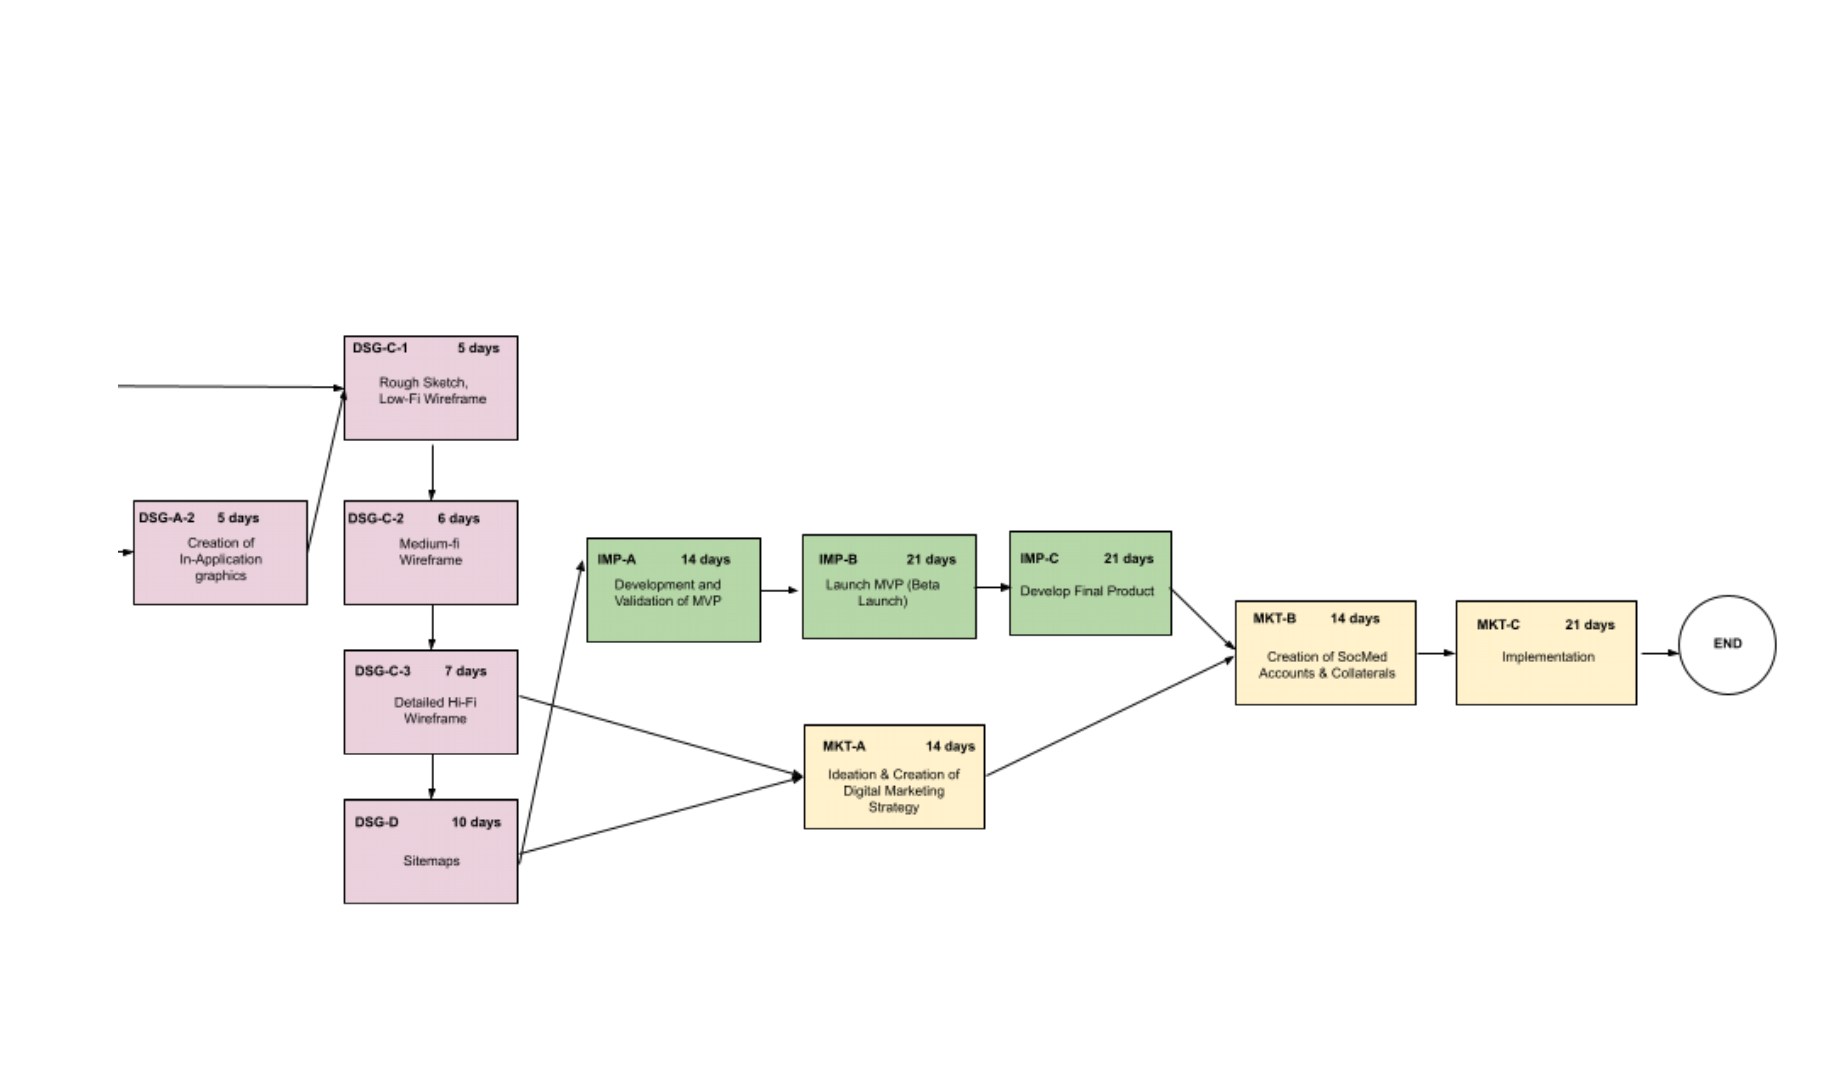 DSG-C-1 5 days
Rough Sketch,
Low-Fi Wireframe
DSG-A-2 5 days
Creation of
In-Application
graphics
DSG-C-2 6 days
Medium-fi
Wireframe
DSG-C-3 7 days
Detailed Hi-Fi
Wireframe
DSG-D 10 days
Sitemaps
IMP-A 14 days
Development and
Validation of MVP
IMP-B 21 days
Launch MVP (Beta
Launch)
IMP-C 21 days
Develop Final Product
MKT-A 14 days
Ideation & Creation of
Digital Marketing
Strategy
MKT-B 14 days
Creation of SocMed
Accounts & Collaterals
MKT-C 21 days
Implementation
END